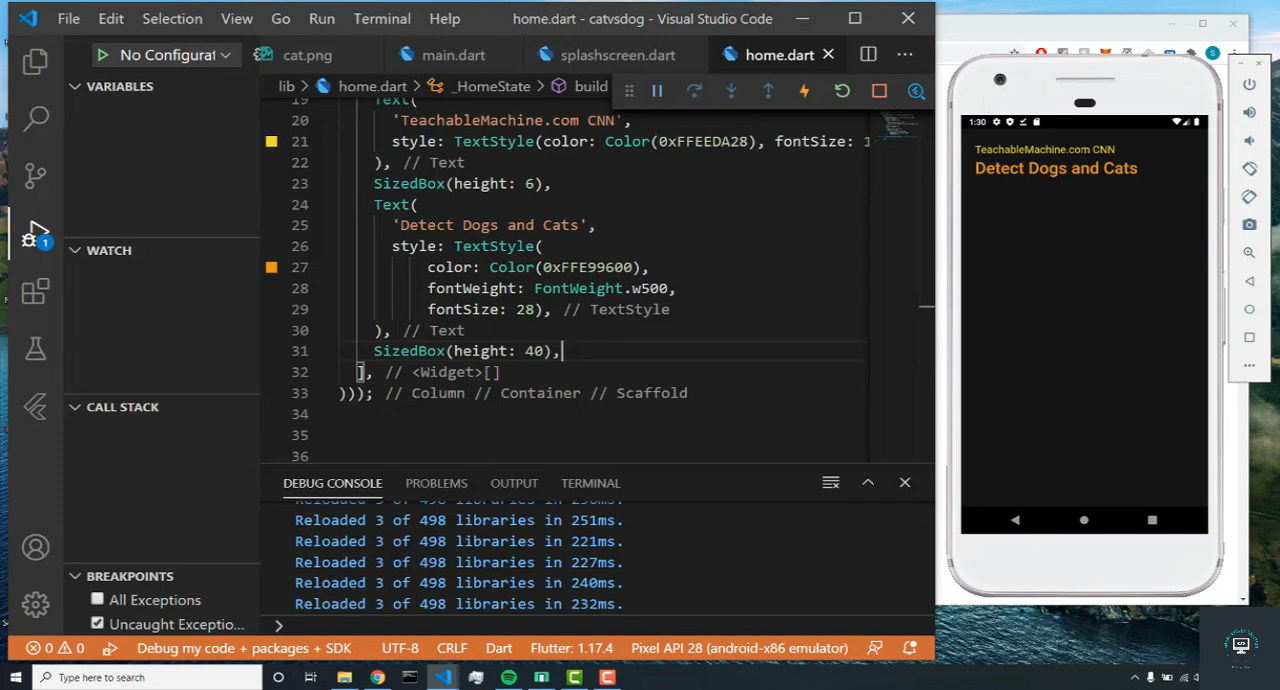 File Edit Selection View Go Run Terminal Help home.dart - catvsdog - Visual Studio Code
No Configurat cat.png main.dart splashscreen.dart home.dart
VARIABLES
lib > home.dart > _HomeState > build
19 Text(
20 'TeachableMachine.com CNN',
21 style: TextStyle(color: Color(0xFFEEDA28), fontSize: 1
22 ), // Text
23 SizedBox(height: 6),
24 Text(
25 'Detect Dogs and Cats',
26 style: TextStyle(
27 color: Color(0xFFE99600),
28 fontWeight: FontWeight.w500,
29 fontSize: 28), // TextStyle
30 ), // Text
31 SizedBox(height: 40),
32 ], // <Widget>[]
33 ))); // Column // Container // Scaffold
34
35
36
WATCH
CALL STACK
BREAKPOINTS
All Exceptions
Uncaught Exceptio...
1
DEBUG CONSOLE PROBLEMS OUTPUT TERMINAL
Reloaded 3 of 498 libraries in 251ms.
Reloaded 3 of 498 libraries in 221ms.
Reloaded 3 of 498 libraries in 227ms.
Reloaded 3 of 498 libraries in 240ms.
Reloaded 3 of 498 libraries in 232ms.
0 0 Debug my code + packages + SDK UTF-8 CRLF Dart Flutter: 1.17.4 Pixel API 28 (android-x86 emulator)
Type here to search
1:30
TeachableMachine.com CNN
Detect Dogs and Cats